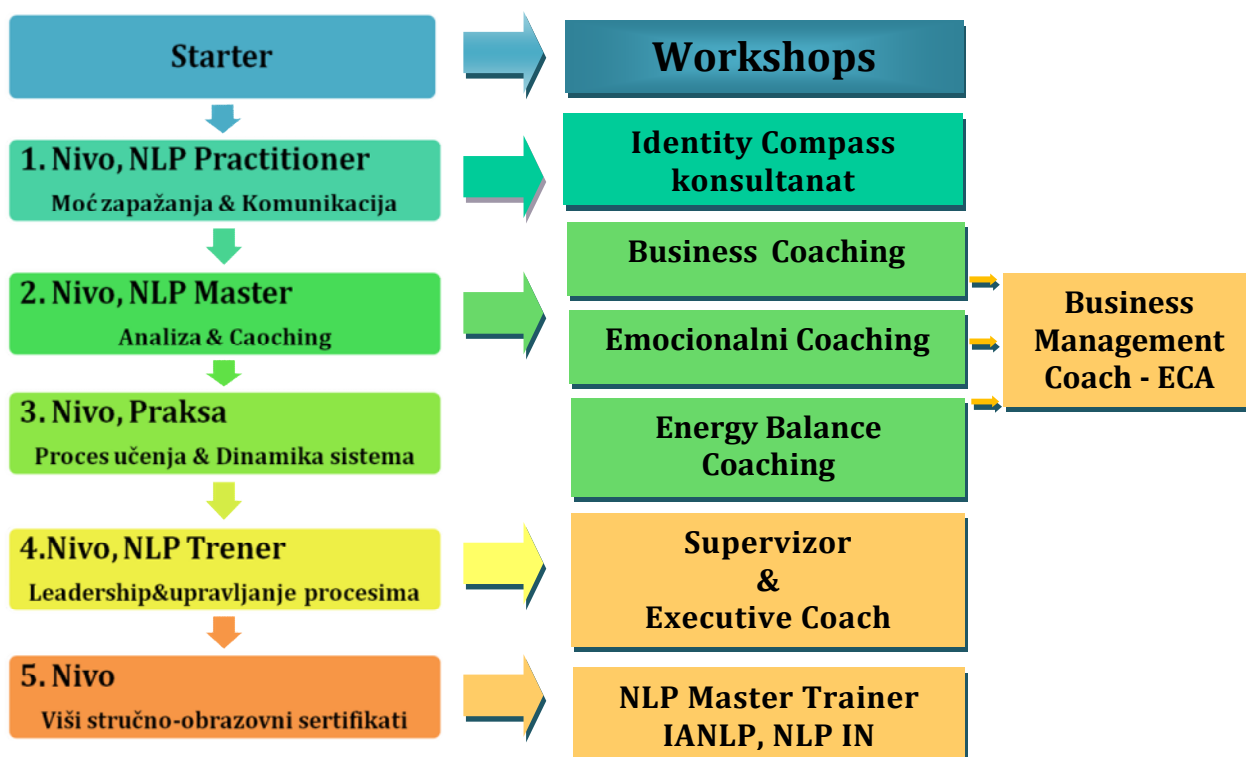 Starter
Workshops
1. Nivo, NLP Practitioner
Moć zapažanja & Komunikacija
Identity Compass
konsultanat
2. Nivo, NLP Master
Analiza & Caoching
Business Coaching
Emocionalni Coaching
Energy Balance
Coaching
Business
Management
Coach - ECA
3. Nivo, Praksa
Proces učenja & Dinamika sistema
4.Nivo, NLP Trener
Leadership&upravljanje procesima
Supervizor
&
Executive Coach
5. Nivo
Viši stručno-obrazovni sertifikati
NLP Master Trainer
IANLP, NLP IN